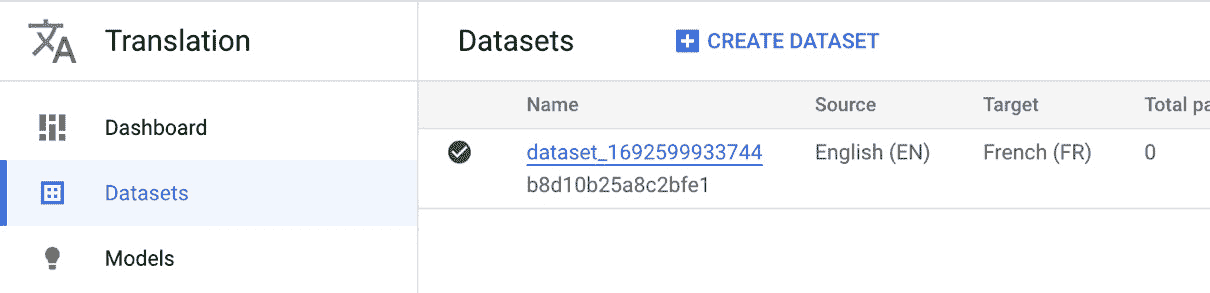 Translation
Datasets
CREATE DATASET
Dashboard
Datasets
Models
Name Source Target Total pa
dataset_1692599933744 English (EN) French (FR) 0
b8d10b25a8c2bfe1